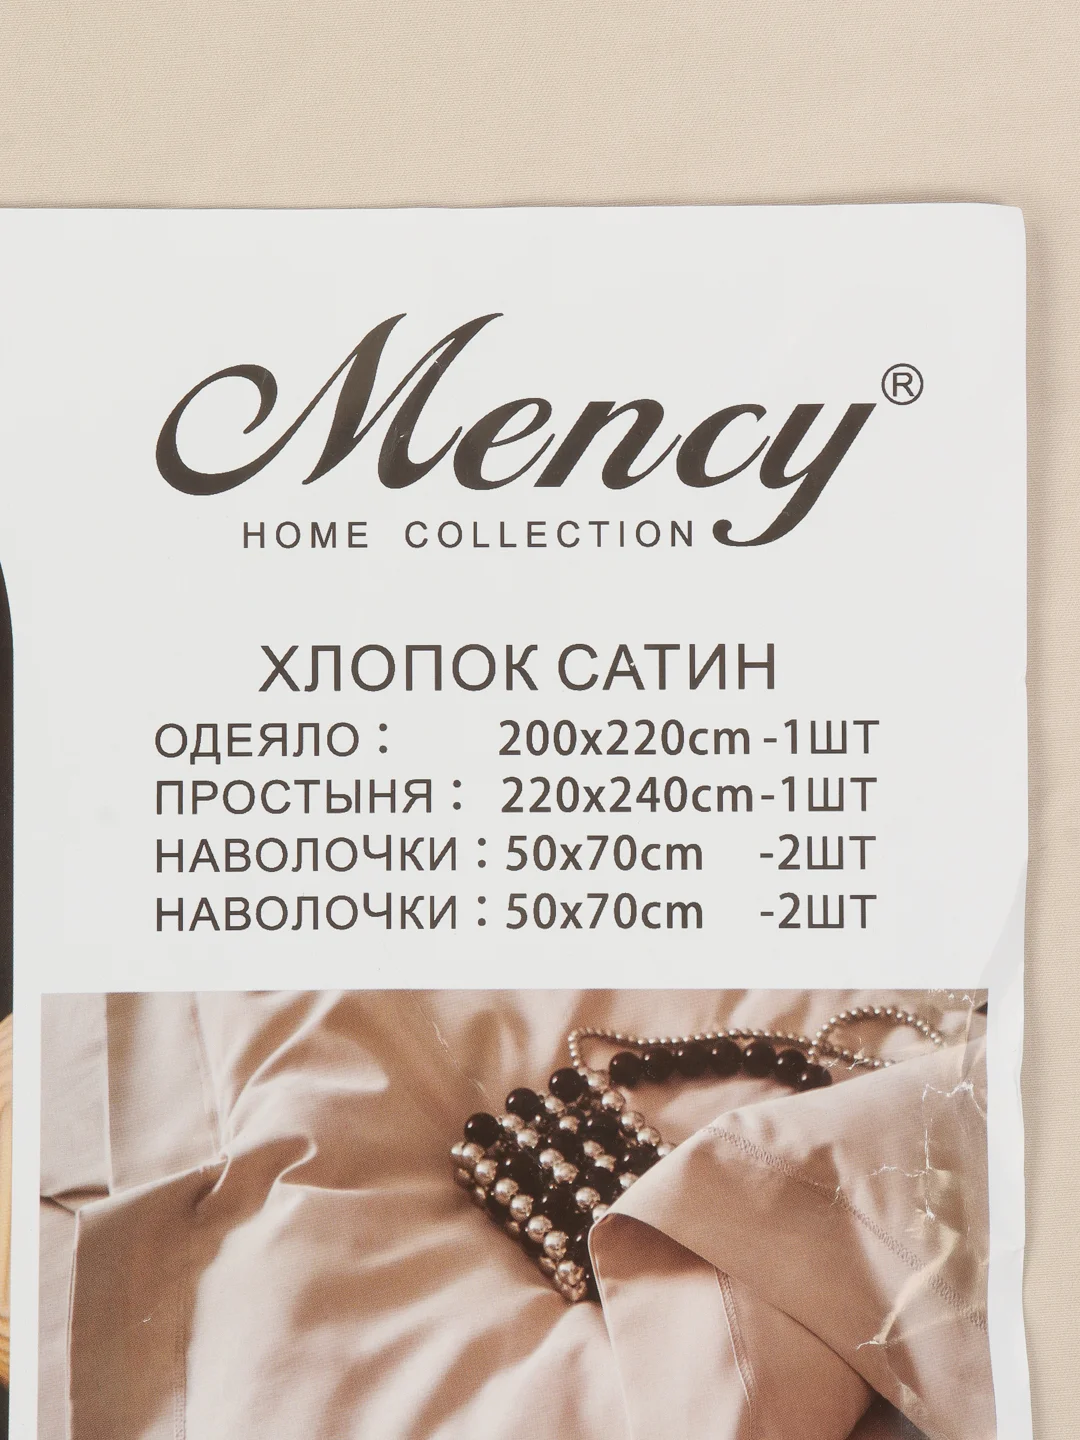 Mency®
HOME COLLECTION
ХЛОПОК САТИН
ОДЕЯЛО: 200x220cm -1ШТ
ПРОСТЫНЯ: 220x240cm-1ШТ
НАВОЛОЧКИ: 50x70cm -2ШТ
НАВОЛОЧКИ: 50x70cm -2ШТ